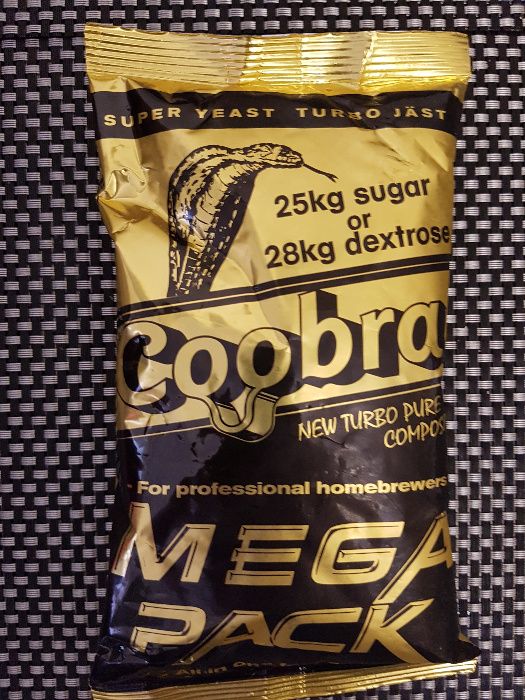 SUPER YEAST TURBO JÄST
25kg sugar
or
28kg dextrose
Coobra
NEW TURBO PURE
COMPOS
For professional homebrewers
MEGA
PACK